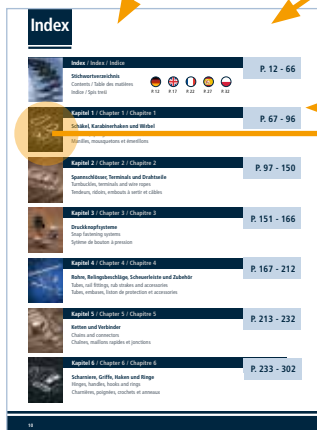 Index
Index / Index / Indice
Stichwortverzeichnis
Contents / Table des matières
Indice / Spis treści
P. 12 P. 17 P. 22 P. 27 P. 32
P. 12 - 66
Kapitel 1 / Chapter 1 / Chapitre 1
Schäkel, Karabinerhaken und Wirbel
Manilles, mousquetons et émerillons
P. 67 - 96
Kapitel 2 / Chapter 2 / Chapitre 2
Spannschlösser, Terminals und Drahtseile
Turnbuckles, terminals and wire ropes
Tendeurs, ridoirs, embouts à sertir et câbles
P. 97 - 150
Kapitel 3 / Chapter 3 / Chapitre 3
Druckknopfsysteme
Snap fastening systems
Sytème de bouton à pression
P. 151 - 166
Kapitel 4 / Chapter 4 / Chapitre 4
Rohre, Relingsbeschläge, Scheuerleiste und Zubehör
Tubes, rail fittings, rub strakes and accessories
Tubes, embases, liston de protection et accessoires
P. 167 - 212
Kapitel 5 / Chapter 5 / Chapitre 5
Ketten und Verbinder
Chains and connectors
Chaînes, maillons rapides et jonctions
P. 213 - 232
Kapitel 6 / Chapter 6 / Chapitre 6
Scharniere, Griffe, Haken und Ringe
Hinges, handles, hooks and rings
Charnières, poignées, crochets et anneaux
P. 233 - 302
10